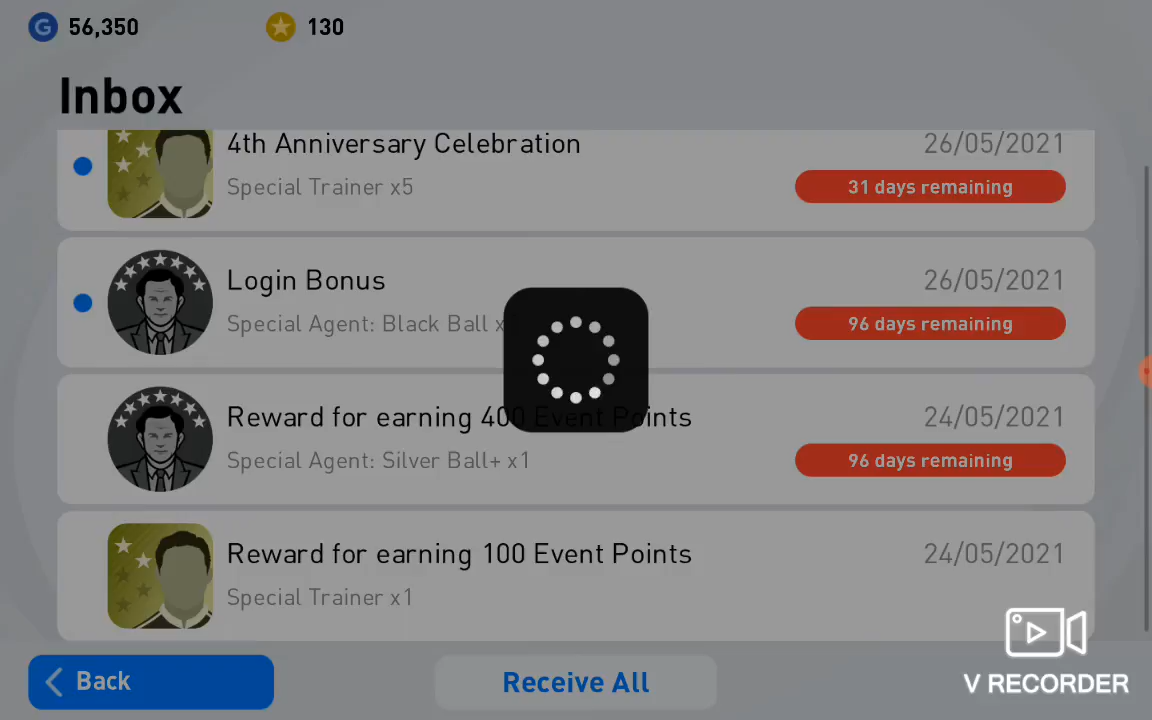 G 56,350 130
Inbox
4th Anniversary Celebration 26/05/2021
Special Trainer x5 31 days remaining
Login Bonus 26/05/2021
Special Agent: Black Ball 96 days remaining
Reward for earning 400 Event Points 24/05/2021
Special Agent: Silver Ball+ x1 96 days remaining
Reward for earning 100 Event Points 24/05/2021
Special Trainer x1
Back Receive All
V RECORDER